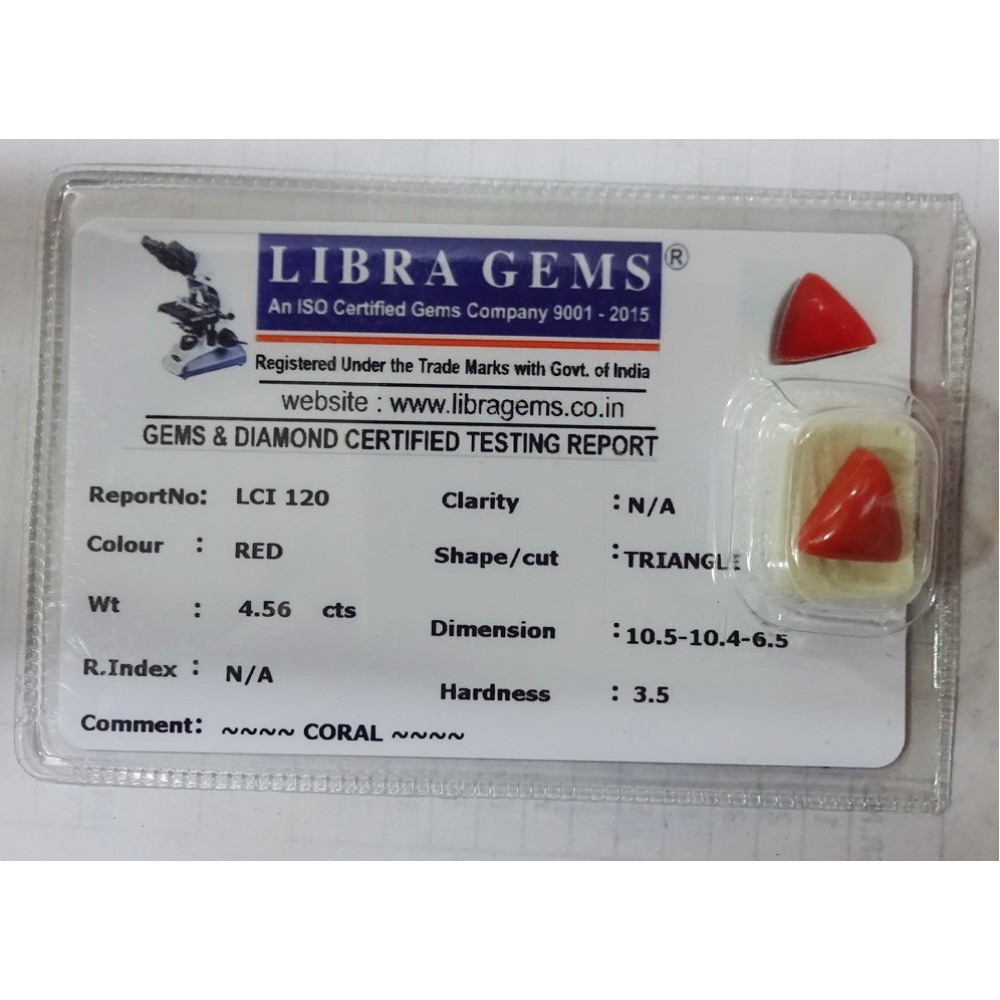 LIBRA GEMS ®
An ISO Certified Gems Company 9001 - 2015
Registered Under the Trade Marks with Govt. of India
website : www.libragems.co.in
GEMS & DIAMOND CERTIFIED TESTING REPORT
ReportNo: LCI 120
Clarity : N/A
Colour : RED
Shape/cut : TRIANGLE
Wt : 4.56 cts
Dimension : 10.5-10.4-6.5
R.Index : N/A
Hardness : 3.5
Comment: ~~~~ CORAL ~~~~